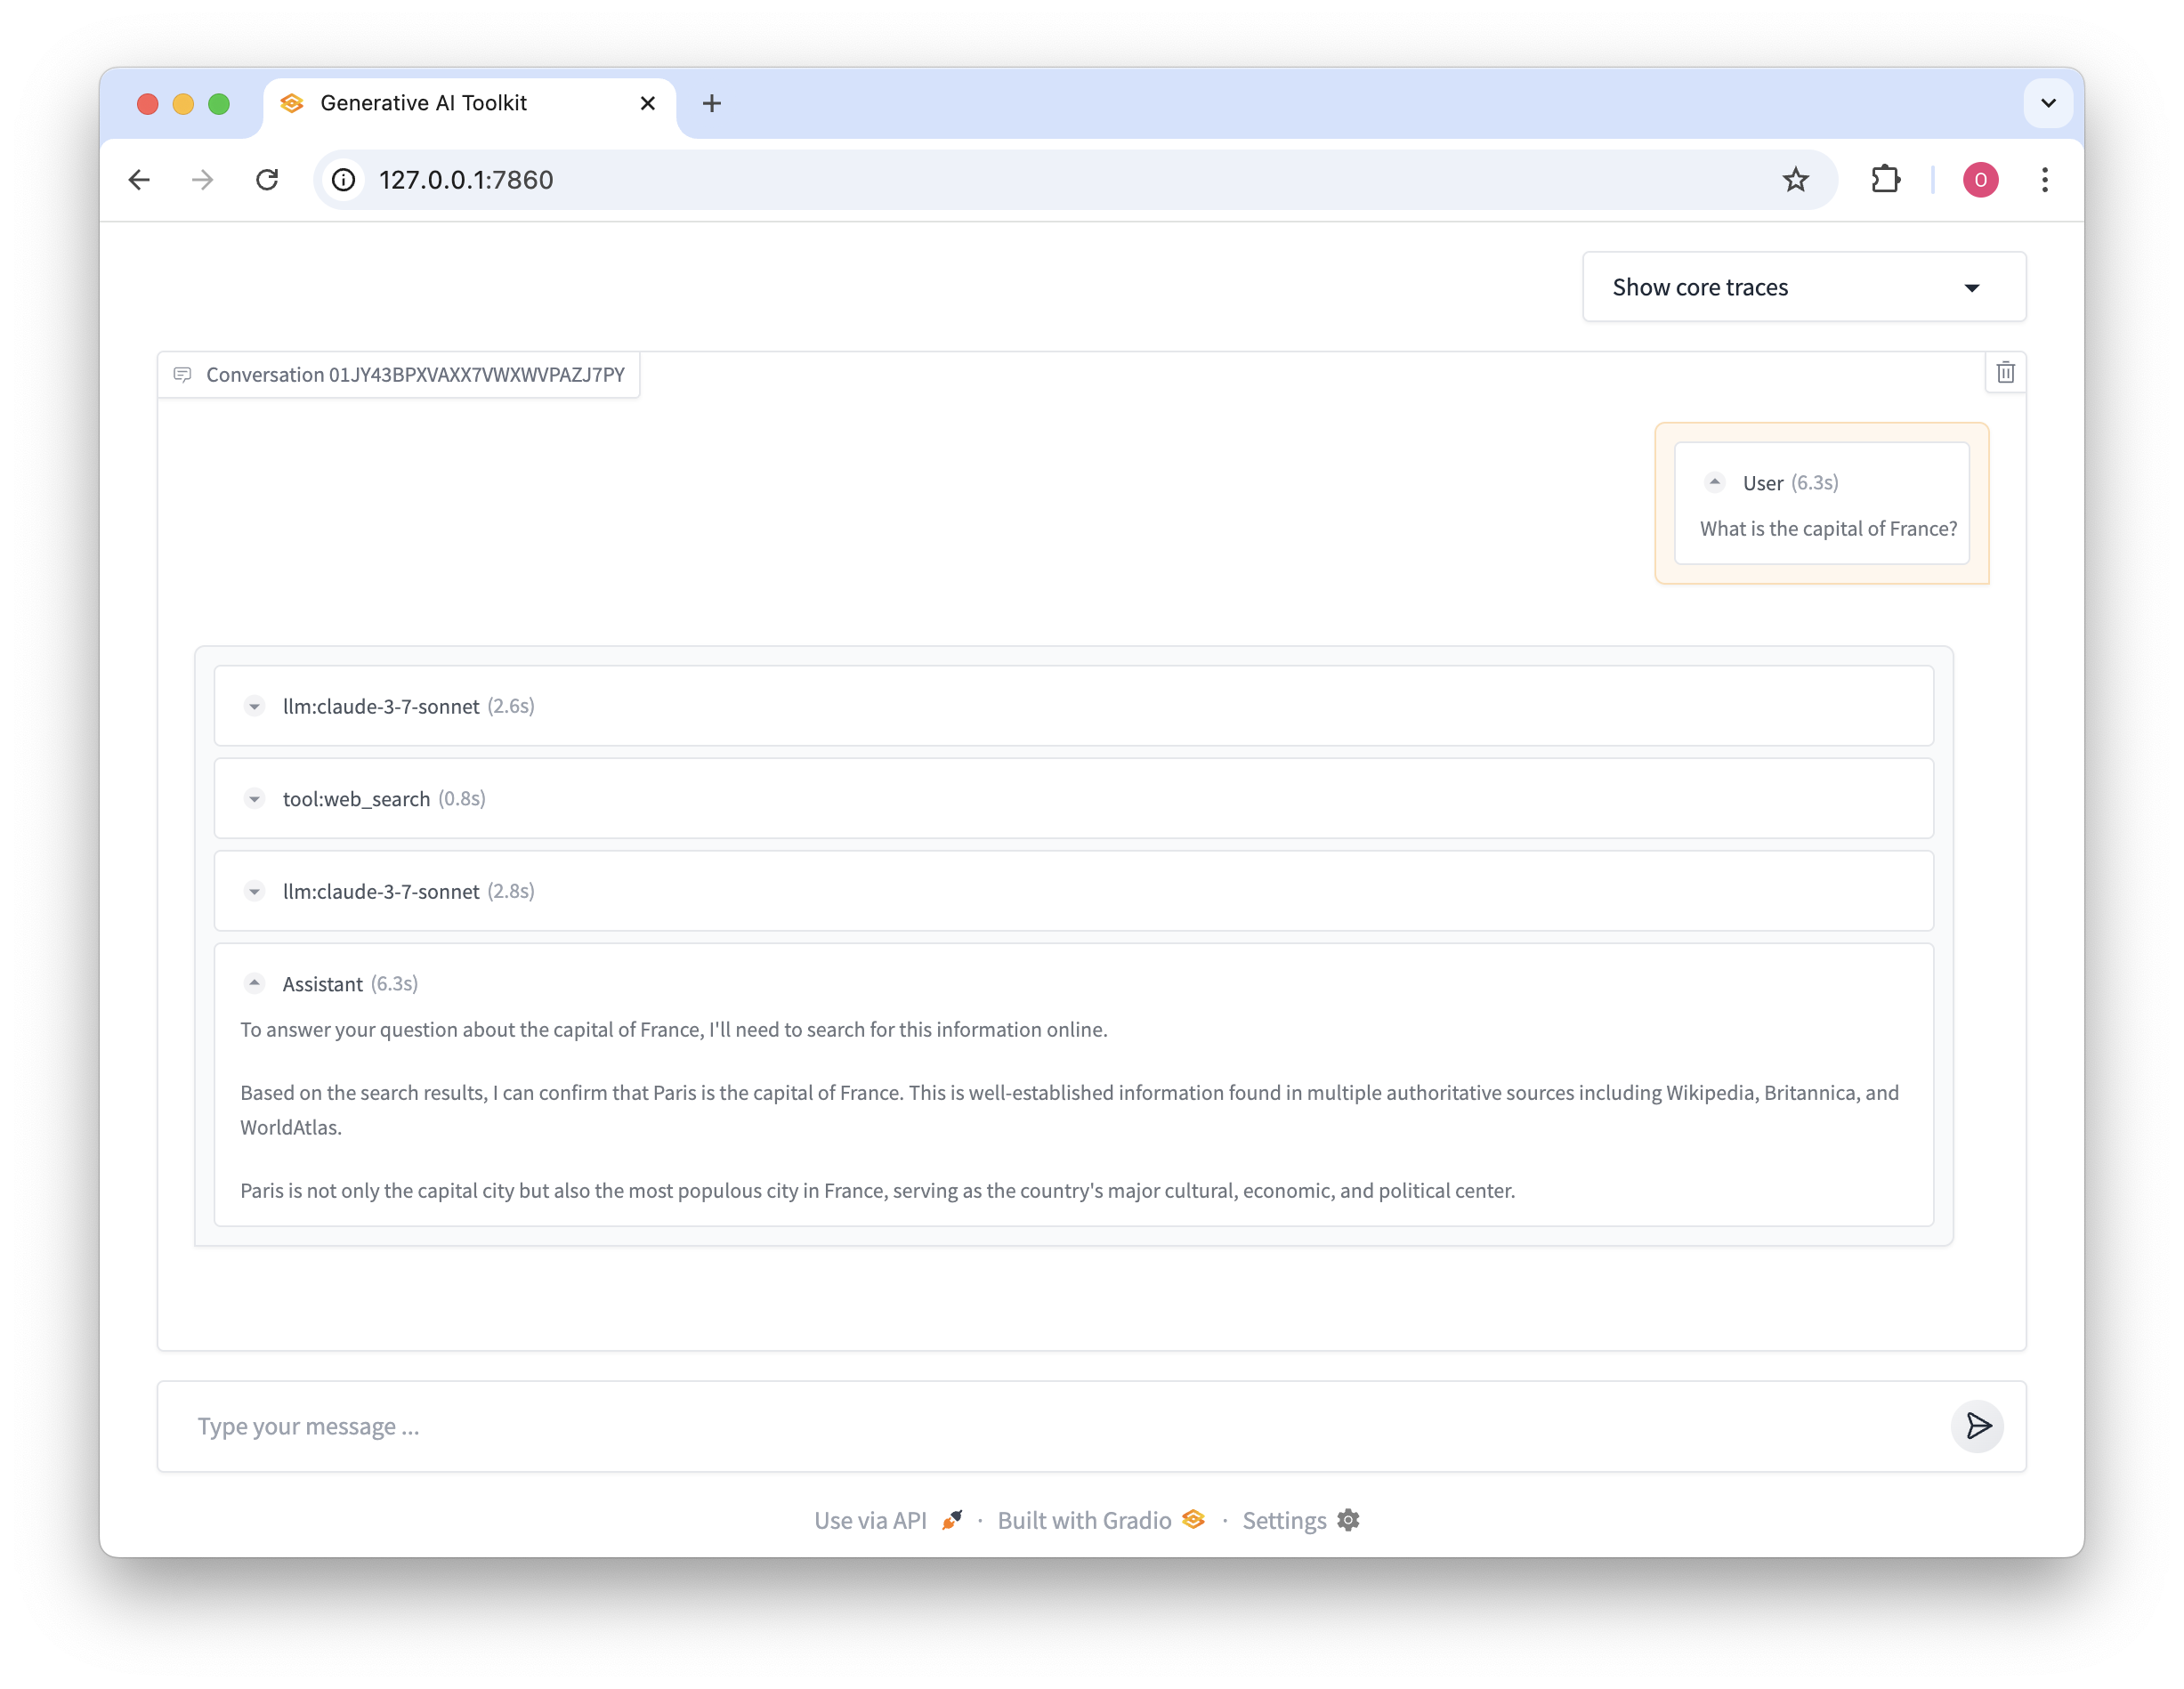 Generative AI Toolkit
127.0.0.1:7860
O
Show core traces
Conversation 01JY43BPXVAXX7VWXWVPAZJ7PY
User (6.3s)
What is the capital of France?
llm:claude-3-7-sonnet (2.6s)
tool:web_search (0.8s)
llm:claude-3-7-sonnet (2.8s)
Assistant (6.3s)
To answer your question about the capital of France, I'll need to search for this information online.
Based on the search results, I can confirm that Paris is the capital of France. This is well-established information found in multiple authoritative sources including Wikipedia, Britannica, and
WorldAtlas.
Paris is not only the capital city but also the most populous city in France, serving as the country's major cultural, economic, and political center.
Type your message ...
Use via API · Built with Gradio · Settings